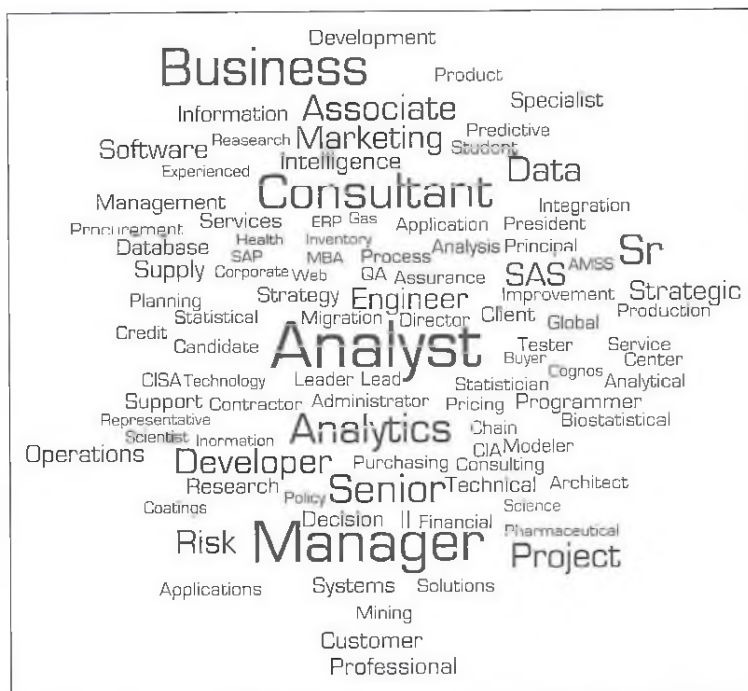 Development
Business Product
Information Associate Specialist
Software Reasearch Marketing Predictive Student
Experienced intelligence Data
Management Consultant Integration
Procurement Services ERP Gas Application President
Database Health Inventory Process Analysis Principal Sr
Supply SAP Corporate Web MBA QA Assurance SAS AMSS
Planning Strategy Engineer Improvement Strategic
Statistical Migration Director Client Global Production
Credit Candidate Analyst Tester Service
Buyer Cognos Center
CISA Technology Leader Lead Statistician Analytical
Support Contractor Administrator Pricing Programmer
Representative Biostatistical
Scientist Inormation Analytics Chain
Operations Developer Purchasing CIA Modeler Consulting
Research Policy Senior Technical Architect
Coatings Decision II Financial Science
Risk Manager Pharmaceutical Project
Applications Systems Solutions
Mining
Customer
Professional